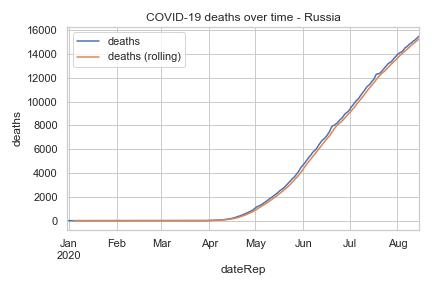 COVID-19 deaths over time - Russia
deaths
deaths (rolling)
16000
14000
12000
10000
8000
6000
4000
2000
0
deaths
Jan Feb Mar Apr May Jun Jul Aug
2020
dateRep